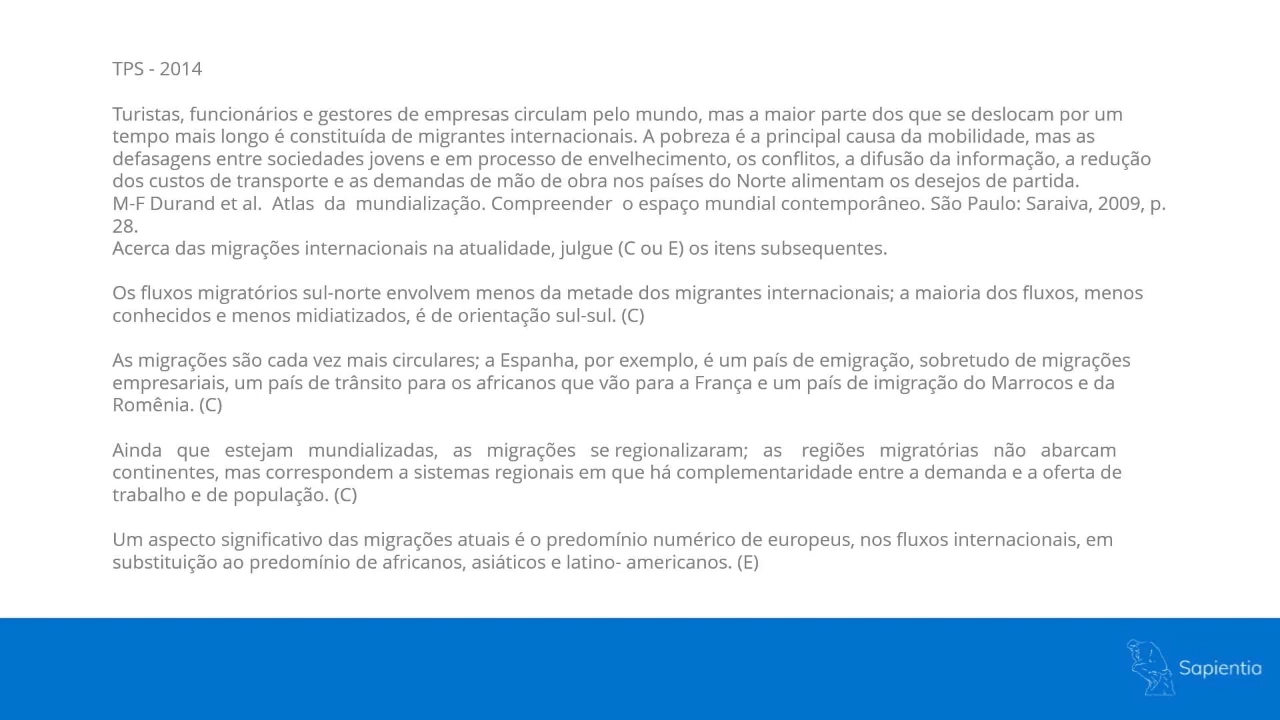 TPS - 2014
Turistas, funcionários e gestores de empresas circulam pelo mundo, mas a maior parte dos que se deslocam por um
tempo mais longo é constituída de migrantes internacionais. A pobreza é a principal causa da mobilidade, mas as
defasagens entre sociedades jovens e em processo de envelhecimento, os conflitos, a difusão da informação, a redução
dos custos de transporte e as demandas de mão de obra nos países do Norte alimentam os desejos de partida.
M-F Durand et al. Atlas da mundialização. Compreender o espaço mundial contemporâneo. São Paulo: Saraiva, 2009, p.
28.
Acerca das migrações internacionais na atualidade, julgue (C ou E) os itens subsequentes.
Os fluxos migratórios sul-norte envolvem menos da metade dos migrantes internacionais; a maioria dos fluxos, menos
conhecidos e menos midiatizados, é de orientação sul-sul. (C)
As migrações são cada vez mais circulares; a Espanha, por exemplo, é um país de emigração, sobretudo de migrações
empresariais, um país de trânsito para os africanos que vão para a França e um país de imigração do Marrocos e da
Romênia. (C)
Ainda que estejam mundializadas, as migrações se regionalizaram; as regiões migratórias não abarcam
continentes, mas correspondem a sistemas regionais em que há complementaridade entre a demanda e a oferta de
trabalho e de população. (C)
Um aspecto significativo das migrações atuais é o predomínio numérico de europeus, nos fluxos internacionais, em
substituição ao predomínio de africanos, asiáticos e latino- americanos. (E)
Sapientia